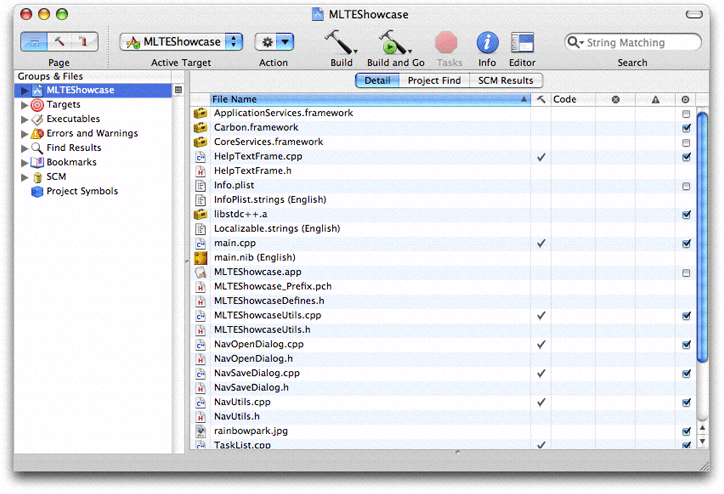 MLTEShowcase
MLTEShowcase
String Matching
Page
Active Target
Action
Build
Build and Go
Tasks
Info
Editor
Search
Groups & Files
MLTEShowcase
Targets
Executables
Errors and Warnings
Find Results
Bookmarks
SCM
Project Symbols
Detail
Project Find
SCM Results
File Name
Code
ApplicationServices.framework
Carbon.framework
CoreServices.framework
HelpTextFrame.cpp
HelpTextFrame.h
Info.plist
InfoPlist.strings (English)
libstdc++.a
Localizable.strings (English)
main.cpp
main.nib (English)
MLTEShowcase.app
MLTEShowcase_Prefix.pch
MLTEShowcaseDefines.h
MLTEShowcaseUtils.cpp
MLTEShowcaseUtils.h
NavOpenDialog.cpp
NavOpenDialog.h
NavSaveDialog.cpp
NavSaveDialog.h
NavUtils.cpp
NavUtils.h
rainbowpark.jpg
TaskList.cpp